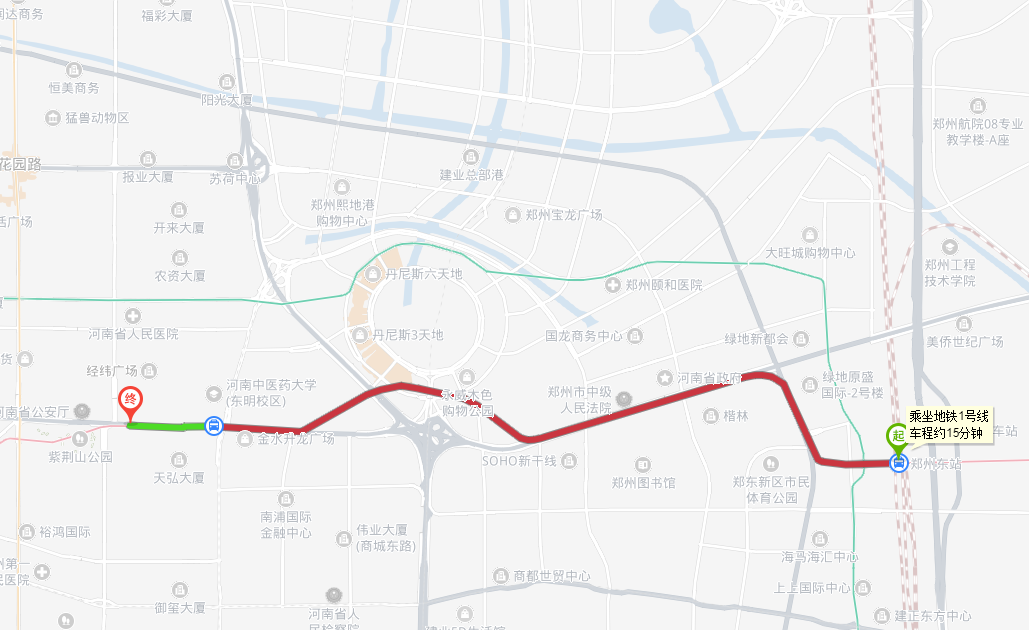 福彩大厦
恒美商务
阳光大厦
猛兽动物区
郑州航院08专业
教学楼-A座
花园路
报业大厦
苏荷中心
建业总部港
郑州熙地港
购物中心
郑州宝龙广场
开来大厦
大旺城购物中心
郑州工程
技术学院
农资大厦
丹尼斯六天地
郑州颐和医院
河南省人民医院
丹尼斯3天地
国龙商务中心
绿地新都会
美侨世纪广场
经纬广场
河南中医药大学
(东明校区)
河南省政府
绿地原盛
国际-2号楼
终
郑州市中级
人民法院
购物公园
楷林
乘坐地铁1号线
车程约15分钟
起
河南省公安厅
金水升龙广场
紫荆山公园
SOHO新干线
郑州东站
天弘大厦
郑州图书馆
郑东新区市民
体育公园
南浦国际
金融中心
裕鸿国际
伟业大厦
(商城东路)
海马海汇中心
商都世贸中心
上上国际中心
御玺大厦
河南省人
建正东方中心